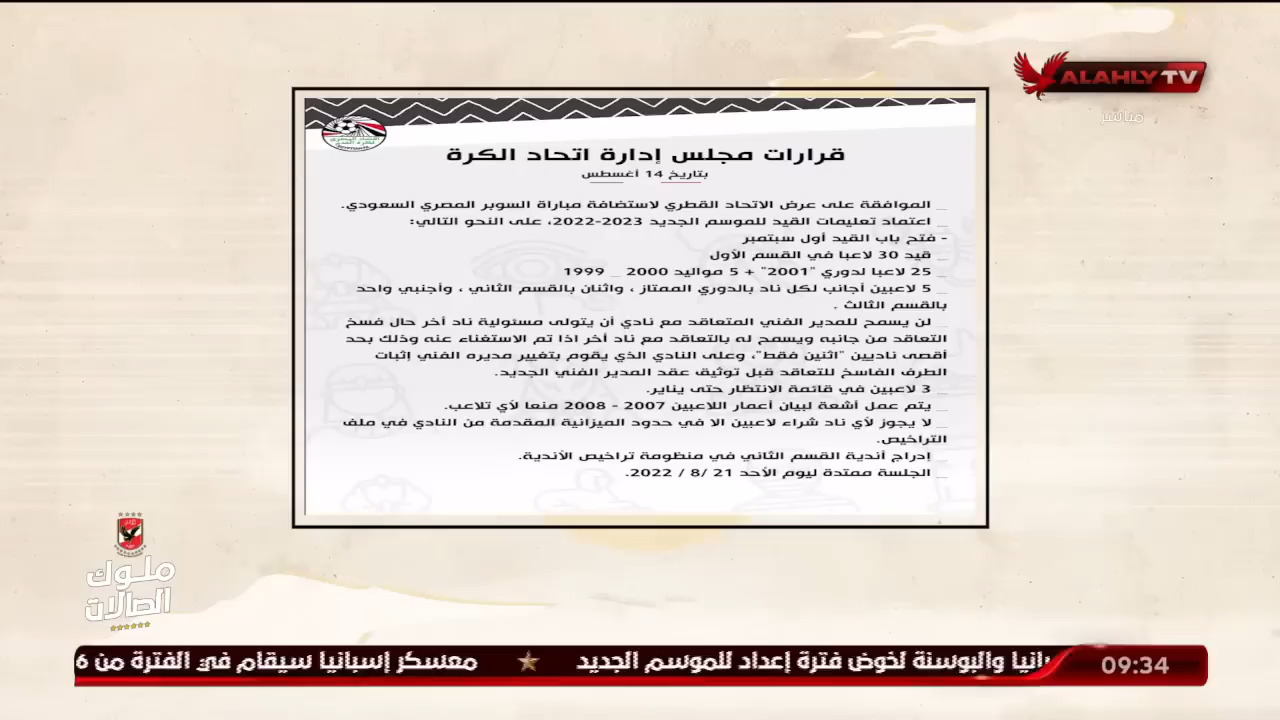 ALAHLY TV
مباشر
قرارات مجلس إدارة اتحاد الكرة
بتاريخ 14 أغسطس
_ الموافقة على عرض الاتحاد القطري لاستضافة مباراة السوبر المصري السعودي.
_ اعتماد تعليمات القيد للموسم الجديد 2023-2022، على النحو التالي:
- فتح باب القيد أول سبتمبر
_ قيد 30 لاعبا في القسم الأول
_ 25 لاعبا لدوري "2001" + 5 مواليد 2000 _ 1999
_ 5 لاعبين أجانب لكل ناد بالدوري الممتاز ، واثنان بالقسم الثاني ، وأجنبي واحد
بالقسم الثالث .
_ لن يسمح للمدير الفني المتعاقد مع نادي أن يتولى مسئولية ناد أخر حال فسخ
التعاقد من جانبه ويسمح له بالتعاقد مع ناد أخر اذا تم الاستغناء عنه وذلك بحد
أقصى ناديين "اثنين فقط"، وعلى النادي الذي يقوم بتغيير مديره الفني إثبات
الطرف الفاسخ للتعاقد قبل توثيق عقد المدير الفني الجديد.
_ 3 لاعبين في قائمة الانتظار حتى يناير.
_ يتم عمل أشعة لبيان أعمار اللاعبين 2007 - 2008 منعا لأي تلاعب.
_ لا يجوز لأي ناد شراء لاعبين الا في حدود الميزانية المقدمة من النادي في ملف
التراخيص.
_ إدراج أندية القسم الثاني في منظومة تراخيص الأندية.
_ الجلسة ممتدة ليوم الأحد 21 /8 / 2022.
ملوك
الصالات
رانيا والبوسنة لخوض فترة إعداد للموسم الجديد ★ معسكر إسبانيا سيقام في الفترة من 6
09:34